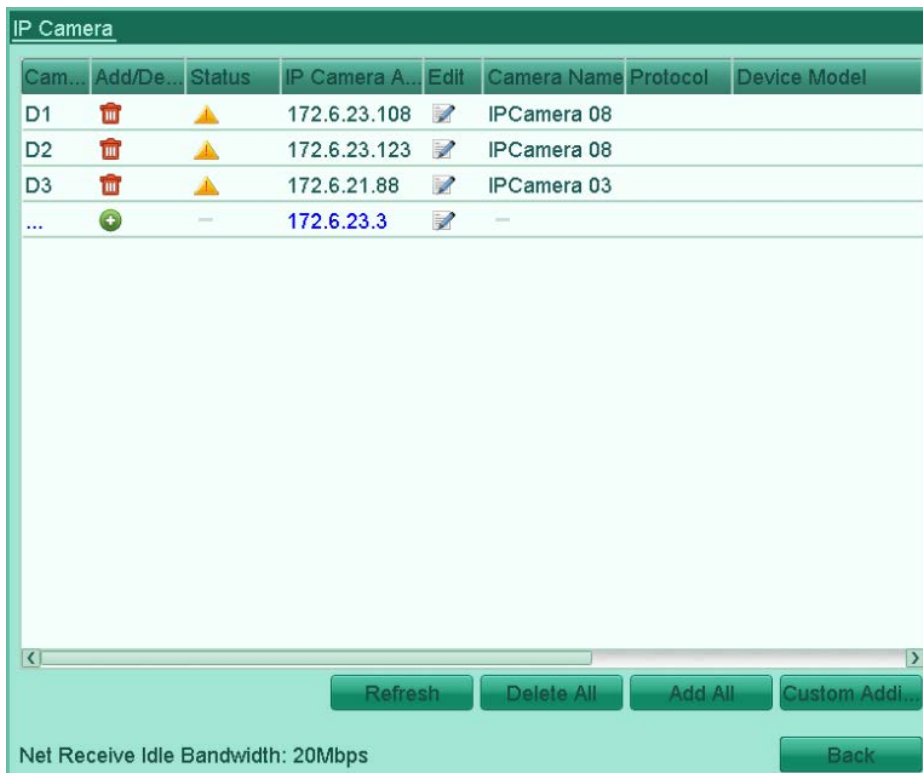 IP Camera
Cam... Add/De... Status IP Camera A... Edit Camera Name Protocol Device Model
D1 172.6.23.108 IPCamera 08
D2 172.6.23.123 IPCamera 08
D3 172.6.21.88 IPCamera 03
... – 172.6.23.3 –
Refresh Delete All Add All Custom Addi...
Net Receive Idle Bandwidth: 20Mbps Back